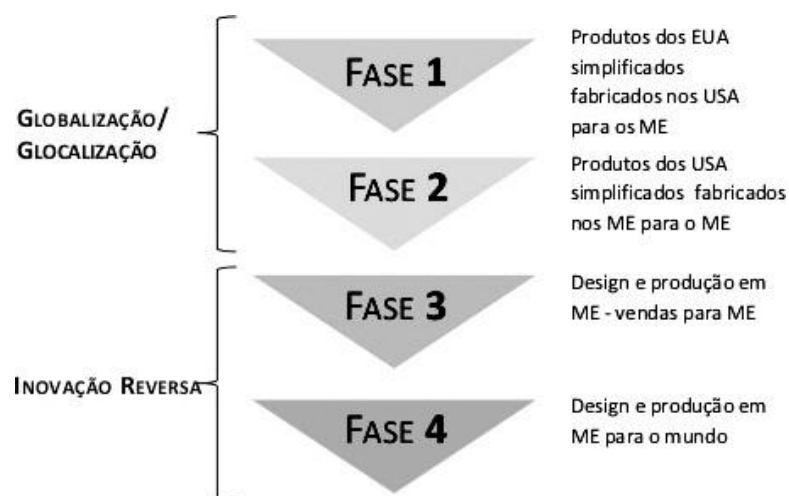 GLOBALIZAÇÃO/
GLOCALIZAÇÃO
FASE 1
Produtos dos EUA
simplificados
fabricados nos USA
para os ME
FASE 2
Produtos dos USA
simplificados fabricados
nos ME para o ME
INOVAÇÃO REVERSA
FASE 3
Design e produção em
ME - vendas para ME
FASE 4
Design e produção em
ME para o mundo